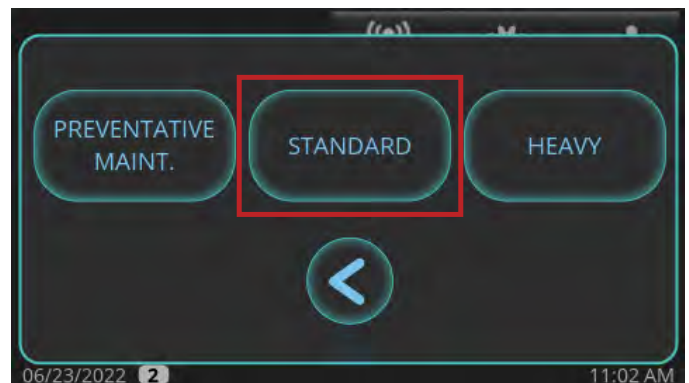 PREVENTATIVE
MAINT.
STANDARD
HEAVY
06/23/2022 2
11:02 AM